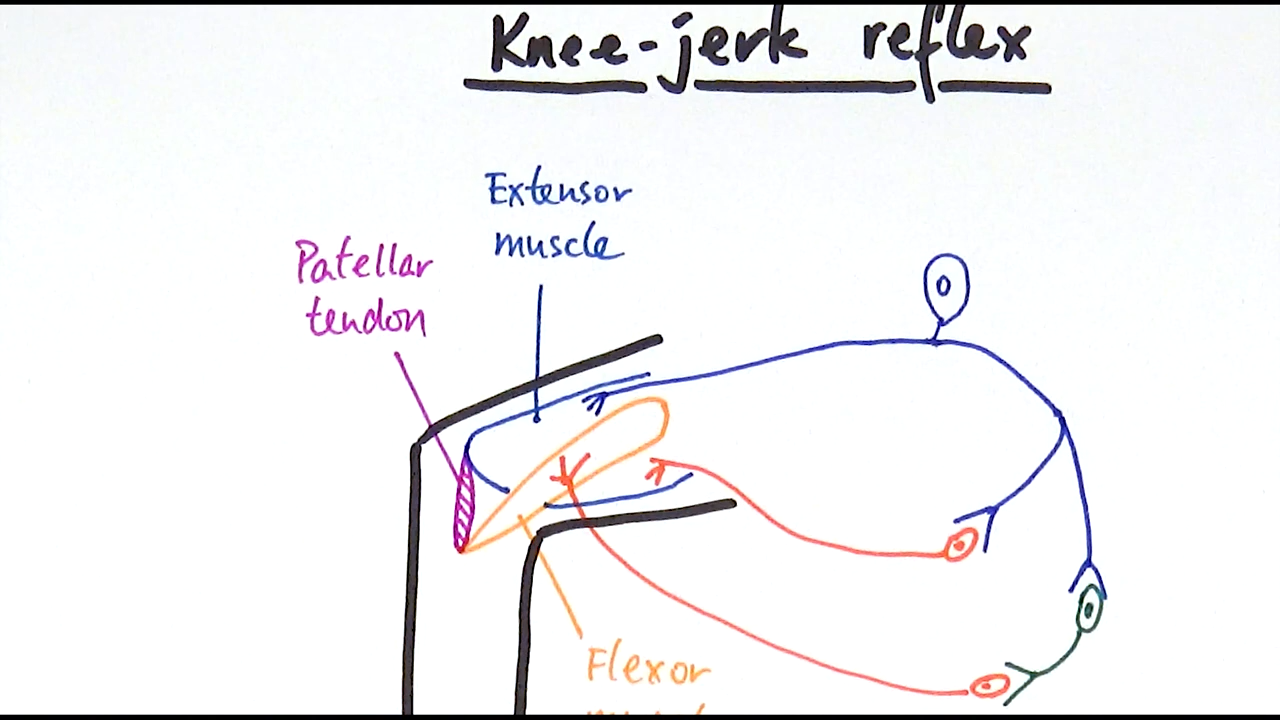 Knee-jerk reflex
Extensor
muscle
Patellar
tendon
Flexor